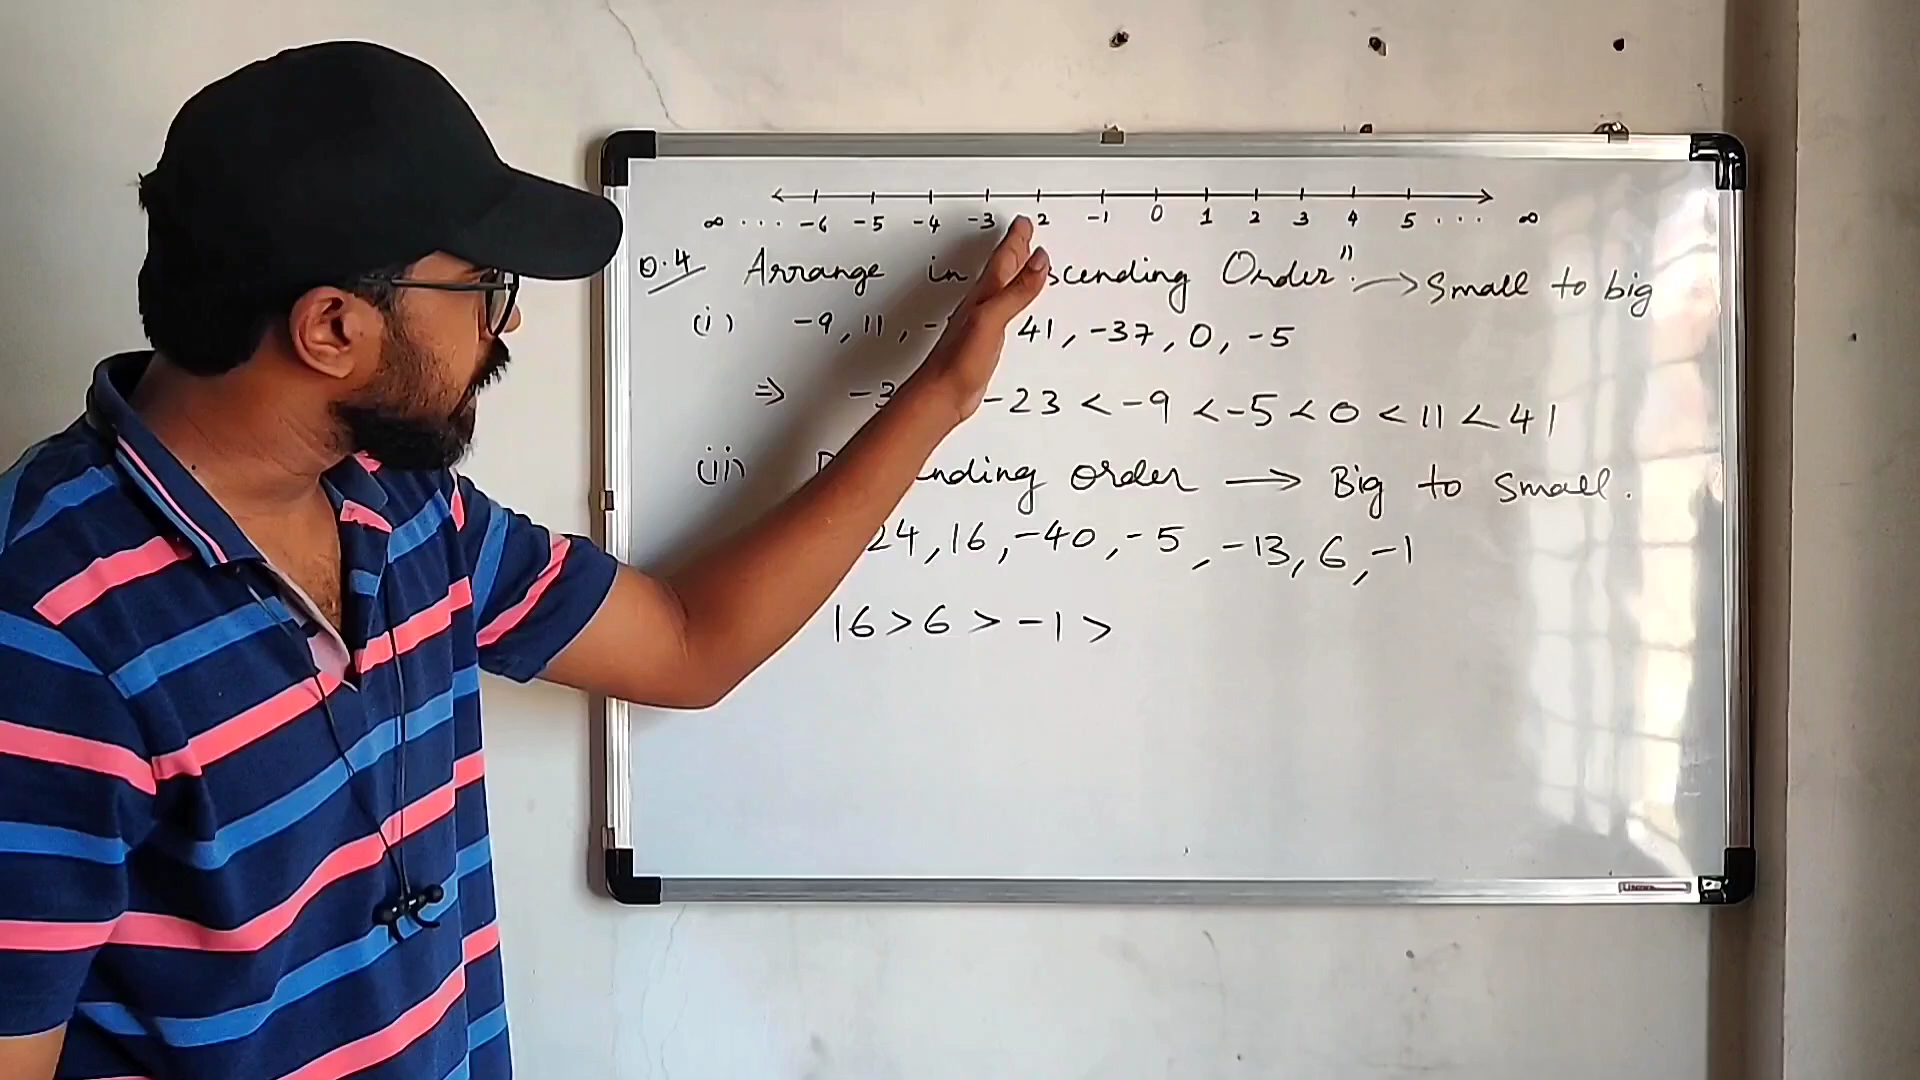 ∞ ... -6 -5 -4 -3 2 -1 0 1 2 3 4 5 ... ∞
Q.4 Arrange in scending Order". → Small to big
(i) -9, 11, - 41, -37, 0, -5
⇒ -3 -23 < -9 < -5 < 0 < 11 < 41
(ii) D nding order → Big to small.
24, 16, -40, -5, -13, 6, -1
16 > 6 > -1 >